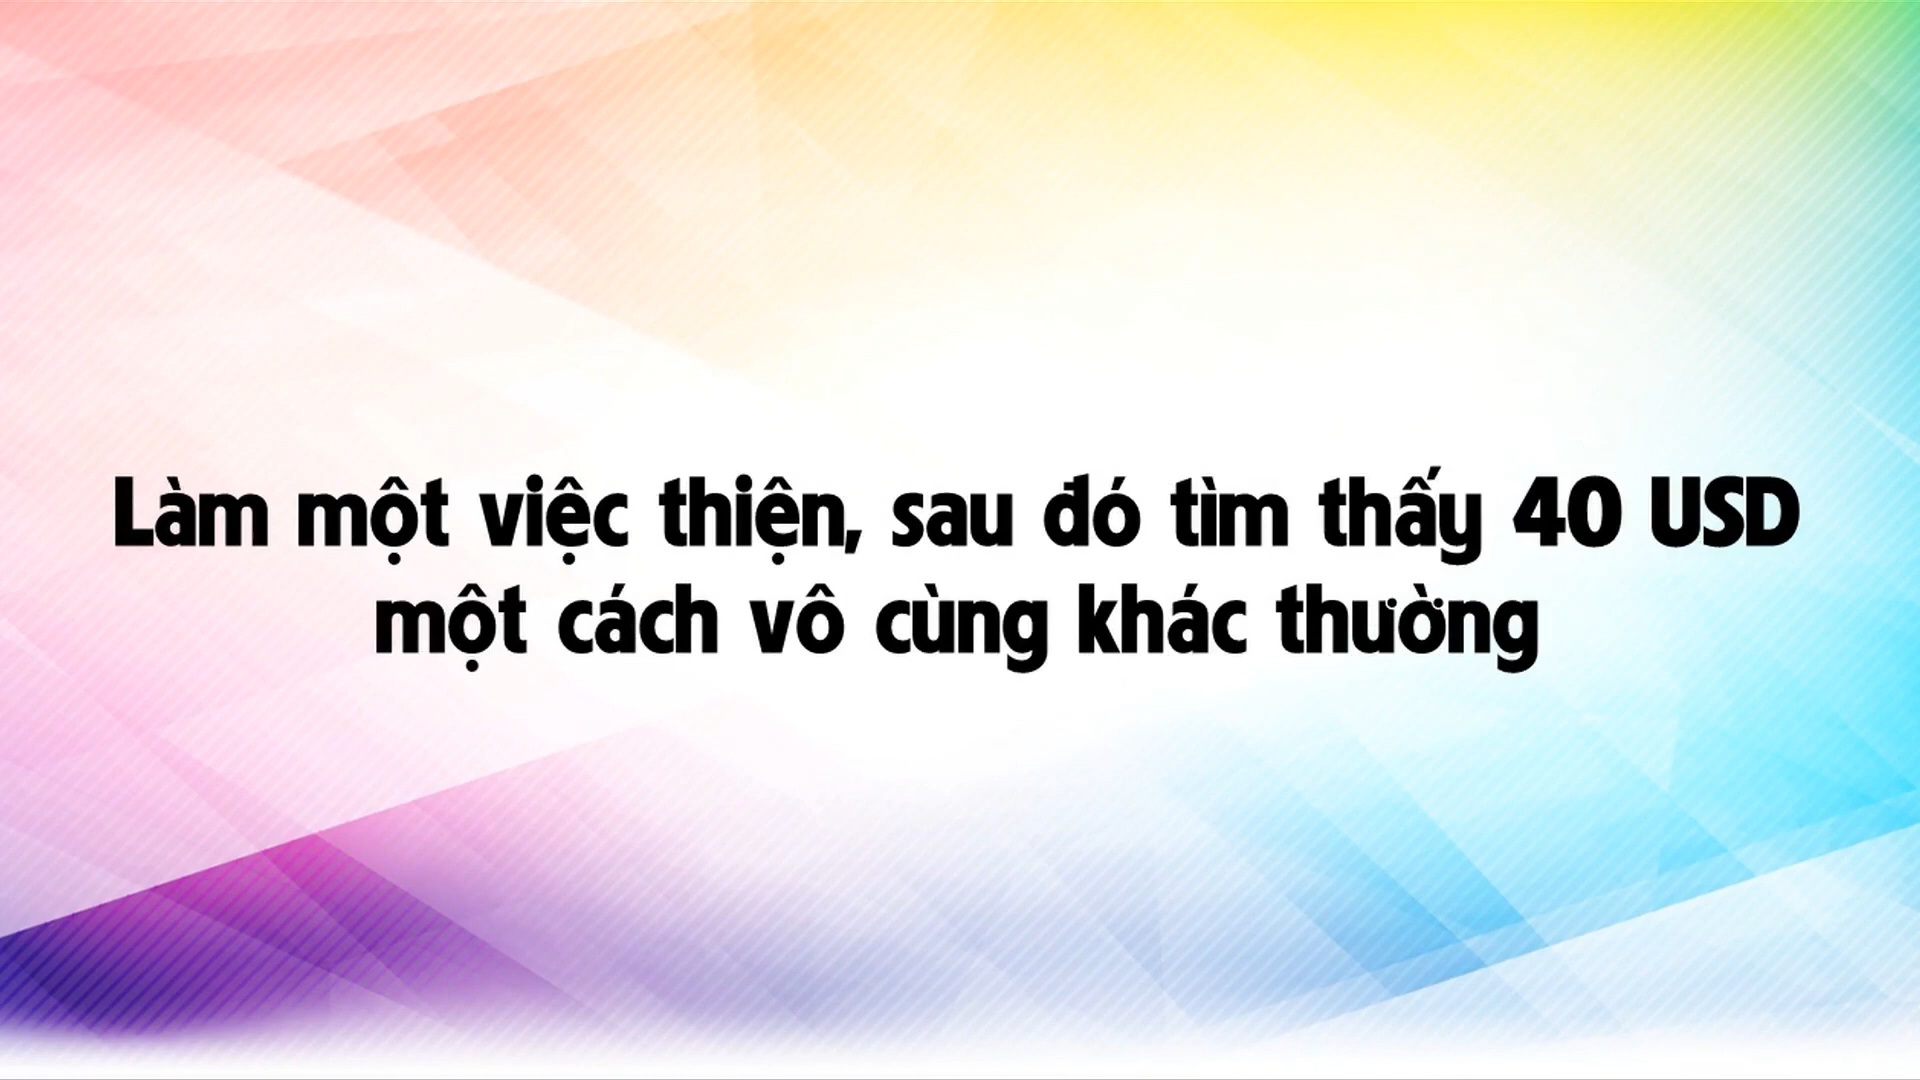 Làm một việc thiện, sau đó tìm thấy 40 USD
một cách vô cùng khác thường